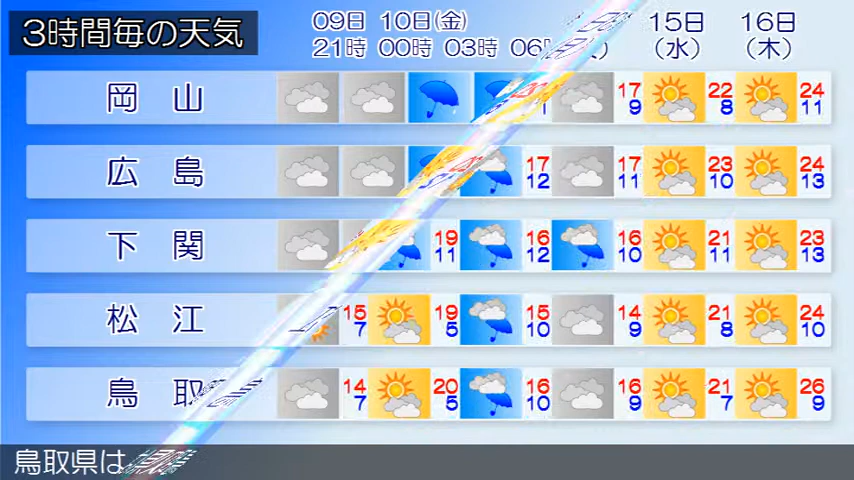 3時間毎の天気
09日 10日(金) 15日 16日
21時 00時 03時 (水) (木)
岡山 17 9 22 8 24 11
広島 17 12 17 11 23 10 24 13
下関 19 11 16 12 16 10 21 11 23 13
松江 15 7 19 5 15 10 14 9 21 8 24 10
鳥取 14 7 20 5 16 10 16 9 21 7 26 9
鳥取県は